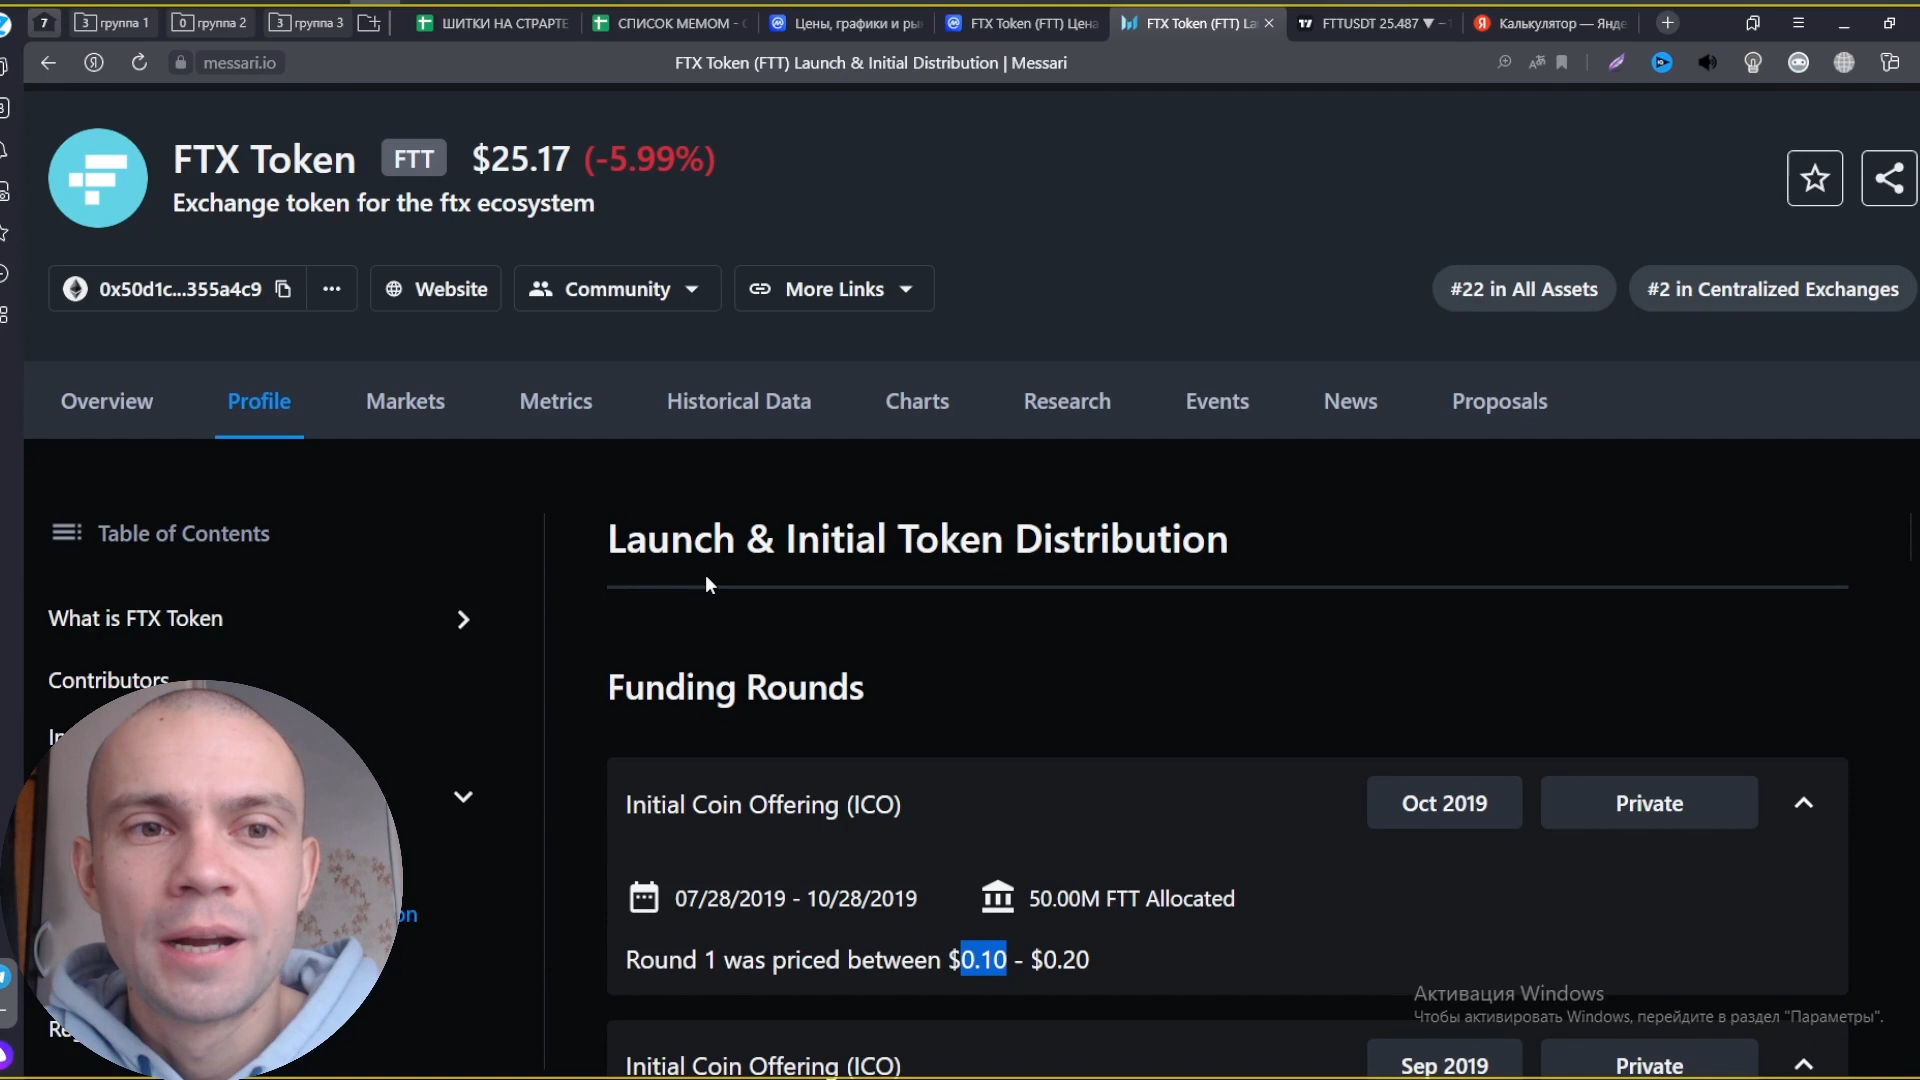 7
3 группа 1
0 группа 2
3 группа 3
ШИТКИ НА СТРАРТЕ
СПИСОК МЕМОМ - 
Цены, графики и ры
FTX Token (FTT) Цена
FTX Token (FTT) La
FTTUSDT 25.487 ▼ −
Калькулятор — Янде
messari.io
FTX Token (FTT) Launch & Initial Distribution | Messari
FTX Token FTT $25.17 (-5.99%)
Exchange token for the ftx ecosystem
0x50d1c...355a4c9
Website
Community
More Links
#22 in All Assets
#2 in Centralized Exchanges
Overview
Profile
Markets
Metrics
Historical Data
Charts
Research
Events
News
Proposals
Table of Contents
Launch & Initial Token Distribution
What is FTX Token
Contributors
Funding Rounds
Initial Coin Offering (ICO)
Oct 2019
Private
07/28/2019 - 10/28/2019
50.00M FTT Allocated
Round 1 was priced between $0.10 - $0.20
Активация Windows
Чтобы активировать Windows, перейдите в раздел "Параметры".
Initial Coin Offering (ICO)
Sep 2019
Private